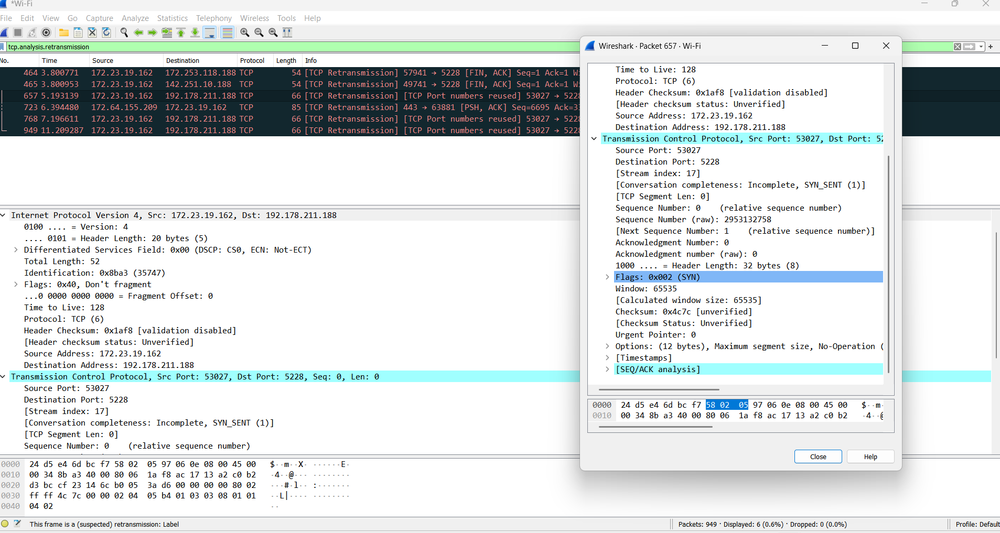 *Wi-Fi
File Edit View Go Capture Analyze Statistics Telephony Wireless Tools Help
tcp.analysis.retransmission
No. Time Source Destination Protocol Length Info
464 3.800771 172.23.19.162 172.253.118.188 TCP 54 [TCP Retransmission] 57941 → 5228 [FIN, ACK] Seq=1 Ack=1 Wi
465 3.800953 172.23.19.162 142.251.10.188 TCP 54 [TCP Retransmission] 49741 → 5228 [FIN, ACK] Seq=1 Ack=1 Wi
657 5.193139 172.23.19.162 192.178.211.188 TCP 66 [TCP Retransmission] [TCP Port numbers reused] 53027 → 5228
723 6.394480 172.64.155.209 172.23.19.162 TCP 85 [TCP Retransmission] 443 → 63881 [PSH, ACK] Seq=6695 Ack=33
768 7.196611 172.23.19.162 192.178.211.188 TCP 66 [TCP Retransmission] [TCP Port numbers reused] 53027 → 5228
949 11.209287 172.23.19.162 192.178.211.188 TCP 66 [TCP Retransmission] [TCP Port numbers reused] 53027 → 5228
Internet Protocol Version 4, Src: 172.23.19.162, Dst: 192.178.211.188
0100 .... = Version: 4
.... 0101 = Header Length: 20 bytes (5)
Differentiated Services Field: 0x00 (DSCP: CS0, ECN: Not-ECT)
Total Length: 52
Identification: 0x8ba3 (35747)
Flags: 0x40, Don't fragment
...0 0000 0000 0000 = Fragment Offset: 0
Time to Live: 128
Protocol: TCP (6)
Header Checksum: 0x1af8 [validation disabled]
[Header checksum status: Unverified]
Source Address: 172.23.19.162
Destination Address: 192.178.211.188
Transmission Control Protocol, Src Port: 53027, Dst Port: 5228, Seq: 0, Len: 0
Source Port: 53027
Destination Port: 5228
[Stream index: 17]
[Conversation completeness: Incomplete, SYN_SENT (1)]
[TCP Segment Len: 0]
Sequence Number: 0 (relative sequence number)
0000 24 d5 e4 6d bc f7 58 02 05 97 06 0e 08 00 45 00 $··m··X· ······E·
0010 00 34 8b a3 40 00 80 06 1a f8 ac 17 13 a2 c0 b2 ·4··@··· ········
0020 d3 bc cf 23 14 6c b0 05 3a d6 00 00 00 00 80 02 ···#·l·· :·······
0030 ff ff 4c 7c 00 00 02 04 05 b4 01 03 03 08 01 01 ··L|···· ········
0040 04 02 ··
This frame is a (suspected) retransmission: Label
Packets: 949 · Displayed: 6 (0.6%) · Dropped: 0 (0.0%)
Profile: Default
Wireshark · Packet 657 · Wi-Fi
Time to Live: 128
Protocol: TCP (6)
Header Checksum: 0x1af8 [validation disabled]
[Header checksum status: Unverified]
Source Address: 172.23.19.162
Destination Address: 192.178.211.188
Transmission Control Protocol, Src Port: 53027, Dst Port: 52
Source Port: 53027
Destination Port: 5228
[Stream index: 17]
[Conversation completeness: Incomplete, SYN_SENT (1)]
[TCP Segment Len: 0]
Sequence Number: 0 (relative sequence number)
Sequence Number (raw): 2953132758
[Next Sequence Number: 1 (relative sequence number)]
Acknowledgment Number: 0
Acknowledgment number (raw): 0
1000 .... = Header Length: 32 bytes (8)
Flags: 0x002 (SYN)
Window: 65535
[Calculated window size: 65535]
Checksum: 0x4c7c [unverified]
[Checksum Status: Unverified]
Urgent Pointer: 0
Options: (12 bytes), Maximum segment size, No-Operation (
[Timestamps]
[SEQ/ACK analysis]
0000 24 d5 e4 6d bc f7 58 02 05 97 06 0e 08 00 45 00 $··m·
0010 00 34 8b a3 40 00 80 06 1a f8 ac 17 13 a2 c0 b2 ·4··@
Close Help